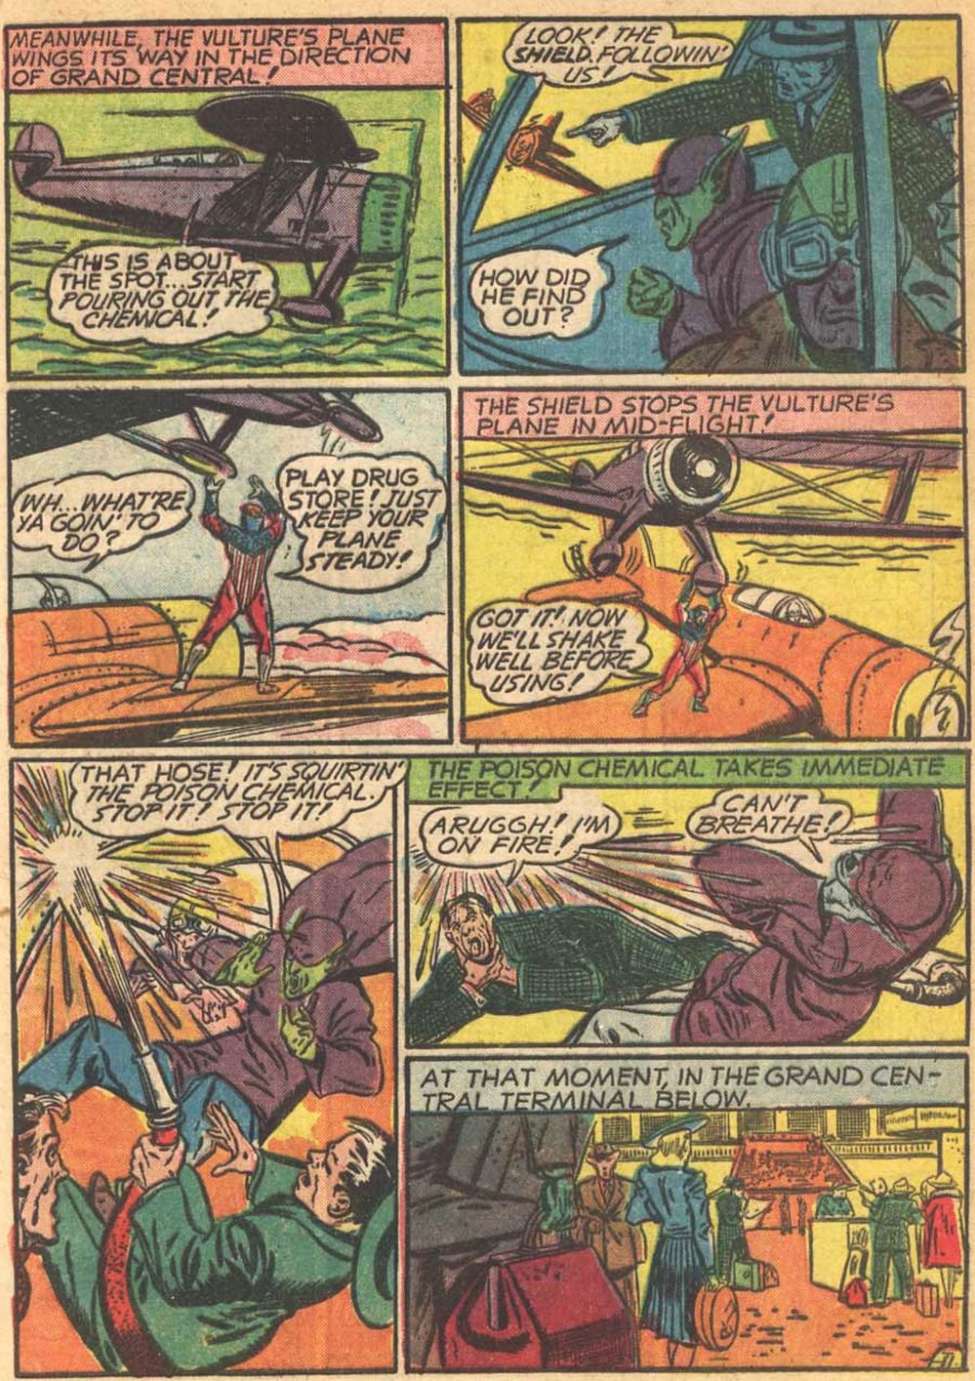 MEANWHILE, THE VULTURE'S PLANE
WINGS ITS WAY IN THE DIRECTION
OF GRAND CENTRAL!
THIS IS ABOUT
THE SPOT...START
POURING OUT THE
CHEMICAL!
LOOK! THE
SHIELD FOLLOWIN'
US!
HOW DID
HE FIND
OUT?
WH...WHAT'RE
YA GOIN' TO
DO?
PLAY DRUG
STORE! JUST
KEEP YOUR
PLANE
STEADY!
THE SHIELD STOPS THE VULTURE'S
PLANE IN MID-FLIGHT!
GOT IT! NOW
WE'LL SHAKE
WELL BEFORE
USING!
THAT HOSE! IT'S SQUIRTIN'
THE POISON CHEMICAL.
STOP IT! STOP IT!
THE POISON CHEMICAL TAKES IMMEDIATE
EFFECT!
ARUGGH! I'M
ON FIRE!
CAN'T
BREATHE!
AT THAT MOMENT, IN THE GRAND CEN-
TRAL TERMINAL BELOW.
11